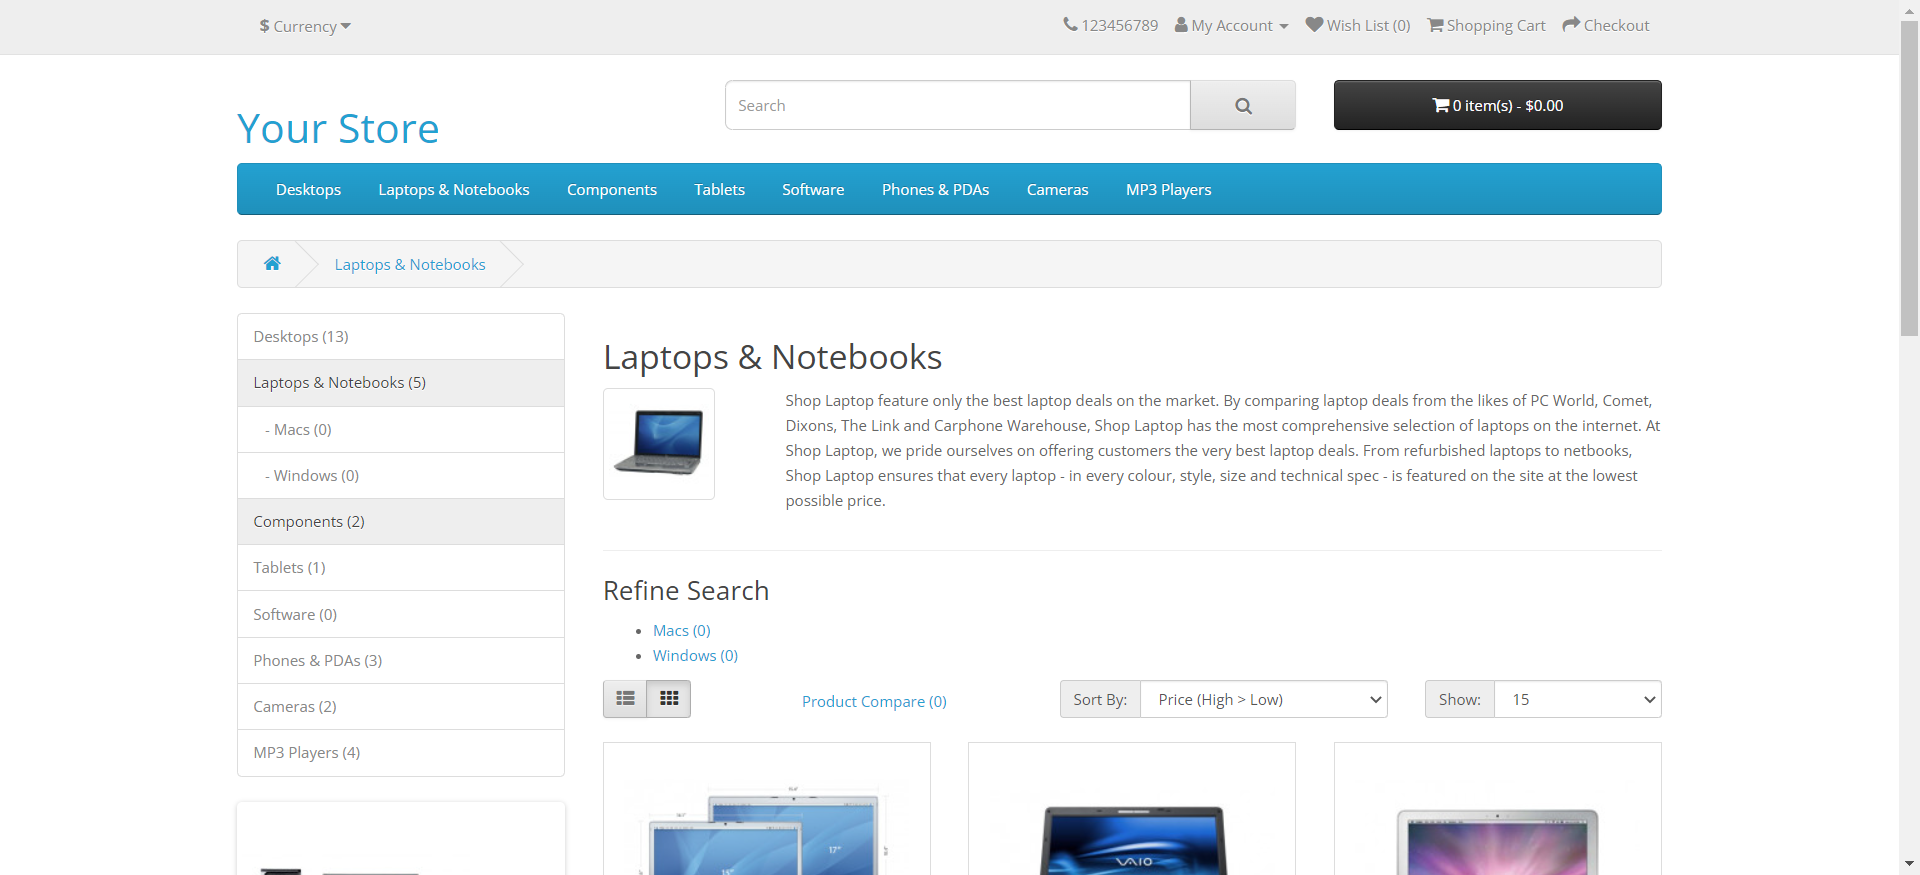 $ Currency
123456789 My Account Wish List (0) Shopping Cart Checkout
Your Store
Search
0 item(s) - $0.00
Desktops Laptops & Notebooks Components Tablets Software Phones & PDAs Cameras MP3 Players
Laptops & Notebooks
Desktops (13)
Laptops & Notebooks (5)
- Macs (0)
- Windows (0)
Components (2)
Tablets (1)
Software (0)
Phones & PDAs (3)
Cameras (2)
MP3 Players (4)
Laptops & Notebooks
Shop Laptop feature only the best laptop deals on the market. By comparing laptop deals from the likes of PC World, Comet,
Dixons, The Link and Carphone Warehouse, Shop Laptop has the most comprehensive selection of laptops on the internet. At
Shop Laptop, we pride ourselves on offering customers the very best laptop deals. From refurbished laptops to netbooks,
Shop Laptop ensures that every laptop - in every colour, style, size and technical spec - is featured on the site at the lowest
possible price.
Refine Search
Macs (0)
Windows (0)
Product Compare (0)
Sort By: Price (High > Low)
Show: 15
17"
15"
VAIO